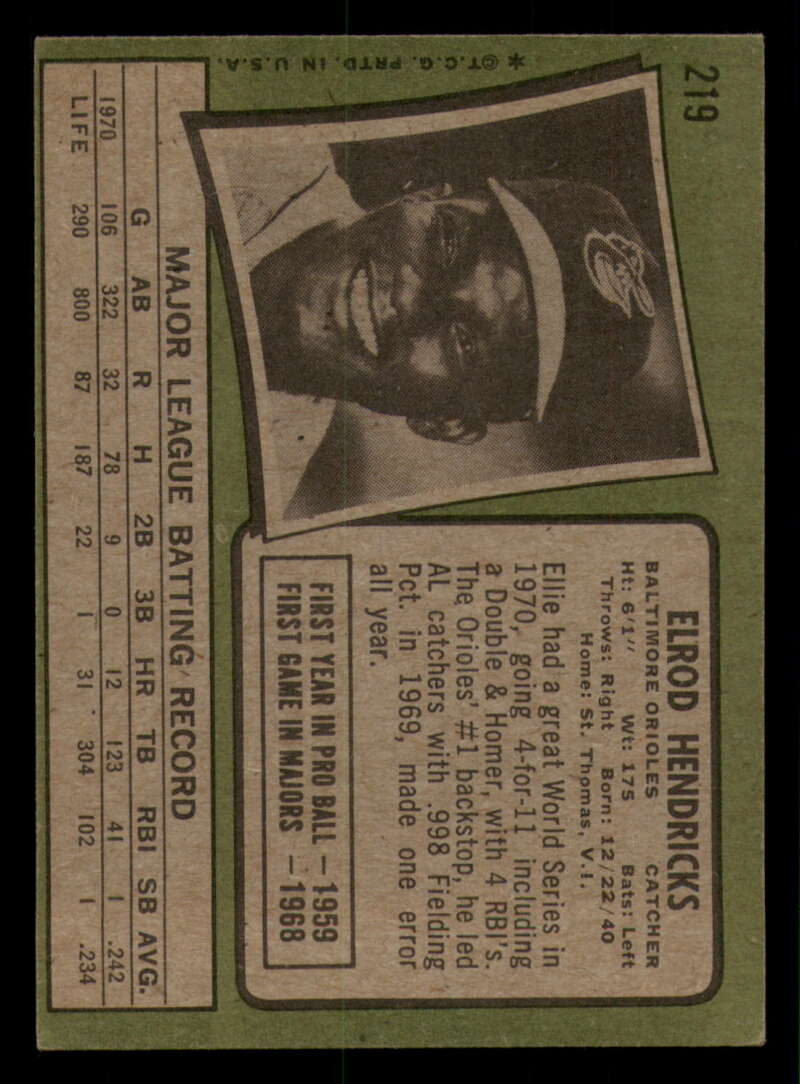 219
✶©T.C.G. PRTD. IN U.S.A.
ELROD HENDRICKS
BALTIMORE ORIOLES CATCHER
Ht: 6'1" Wt: 175 Bats: Left
Throws: Right Born: 12/22/40
Home: St. Thomas, V.I.
Ellie had a great World Series in
1970, going 4-for-11 including
a Double & Homer, with 4 RBI's.
The Orioles' #1 backstop, he led
AL catchers with .998 Fielding
Pct. in 1969, made one error
all year.
FIRST YEAR IN PRO BALL — 1959
FIRST GAME IN MAJORS — 1968
MAJOR LEAGUE BATTING RECORD
G AB R H 2B 3B HR TB RBI SB AVG.
1970 106 322 32 78 9 0 12 123 41 1 .242
LIFE 290 800 87 187 22 1 31 304 102 1 .234